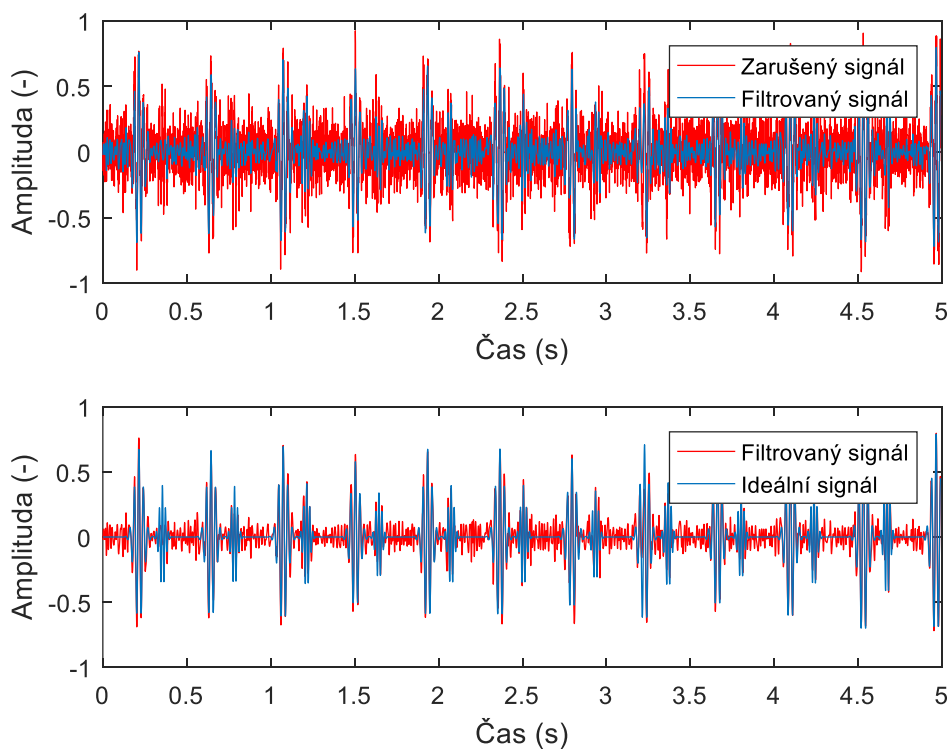 1
0.5
0
-0.5
-1
Amplituda (-)
Zarušený signál
Filtrovaný signál
0 0.5 1 1.5 2 2.5 3 3.5 4 4.5 5
Čas (s)
1
0.5
0
-0.5
-1
Amplituda (-)
Filtrovaný signál
Ideální signál
0 0.5 1 1.5 2 2.5 3 3.5 4 4.5 5
Čas (s)